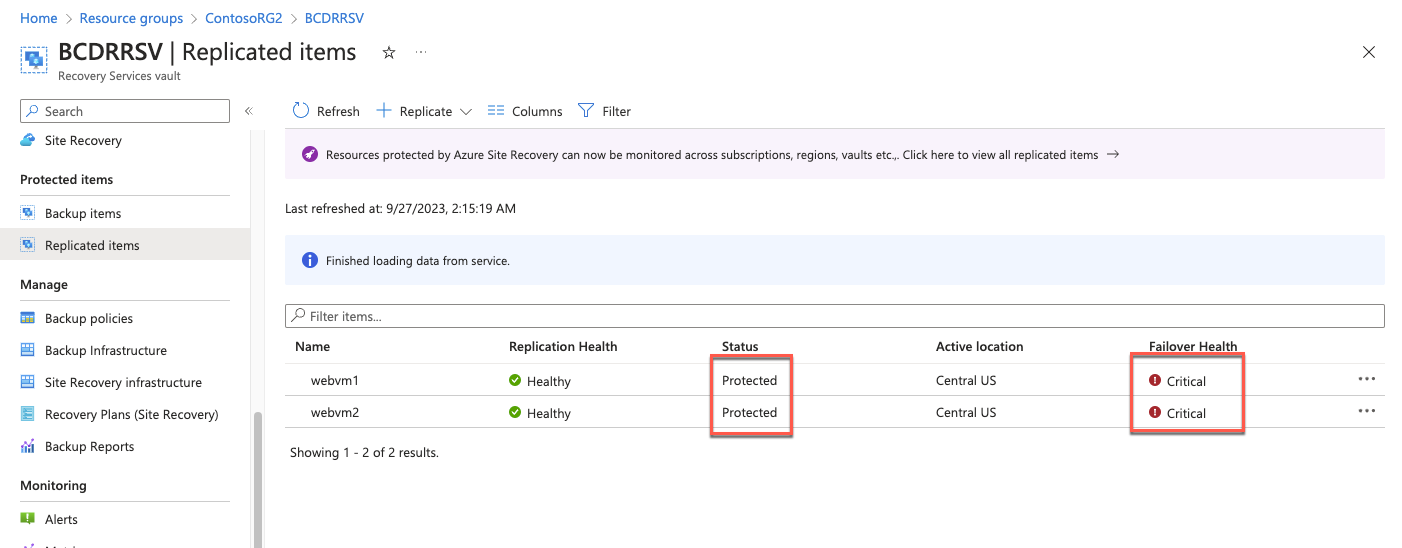 Home > Resource groups > ContosoRG2 > BCDRRSV
BCDRRSV | Replicated items
Recovery Services vault
Search
Refresh Replicate Columns Filter
Site Recovery
Resources protected by Azure Site Recovery can now be monitored across subscriptions, regions, vaults etc.,. Click here to view all replicated items →
Protected items
Backup items
Replicated items
Manage
Backup policies
Backup Infrastructure
Site Recovery infrastructure
Recovery Plans (Site Recovery)
Backup Reports
Monitoring
Alerts
Last refreshed at: 9/27/2023, 2:15:19 AM
Finished loading data from service.
Filter items...
Name Replication Health Status Active location Failover Health
webvm1 Healthy Protected Central US Critical
webvm2 Healthy Protected Central US Critical
Showing 1 - 2 of 2 results.